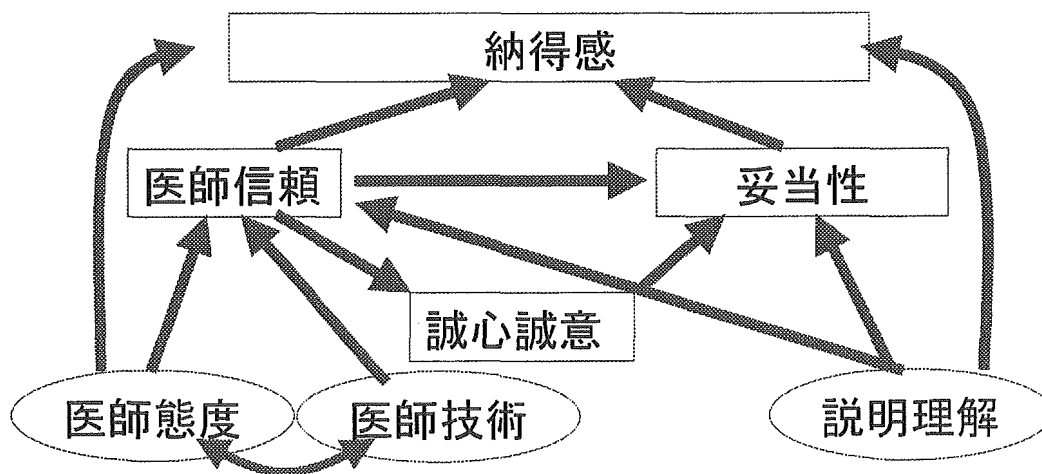 納得感
医師信頼
妥当性
誠心誠意
医師態度
医師技術
説明理解